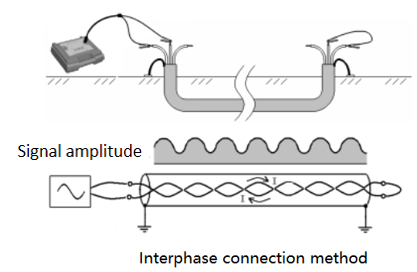 Signal amplitude
I
I
Interphase connection method